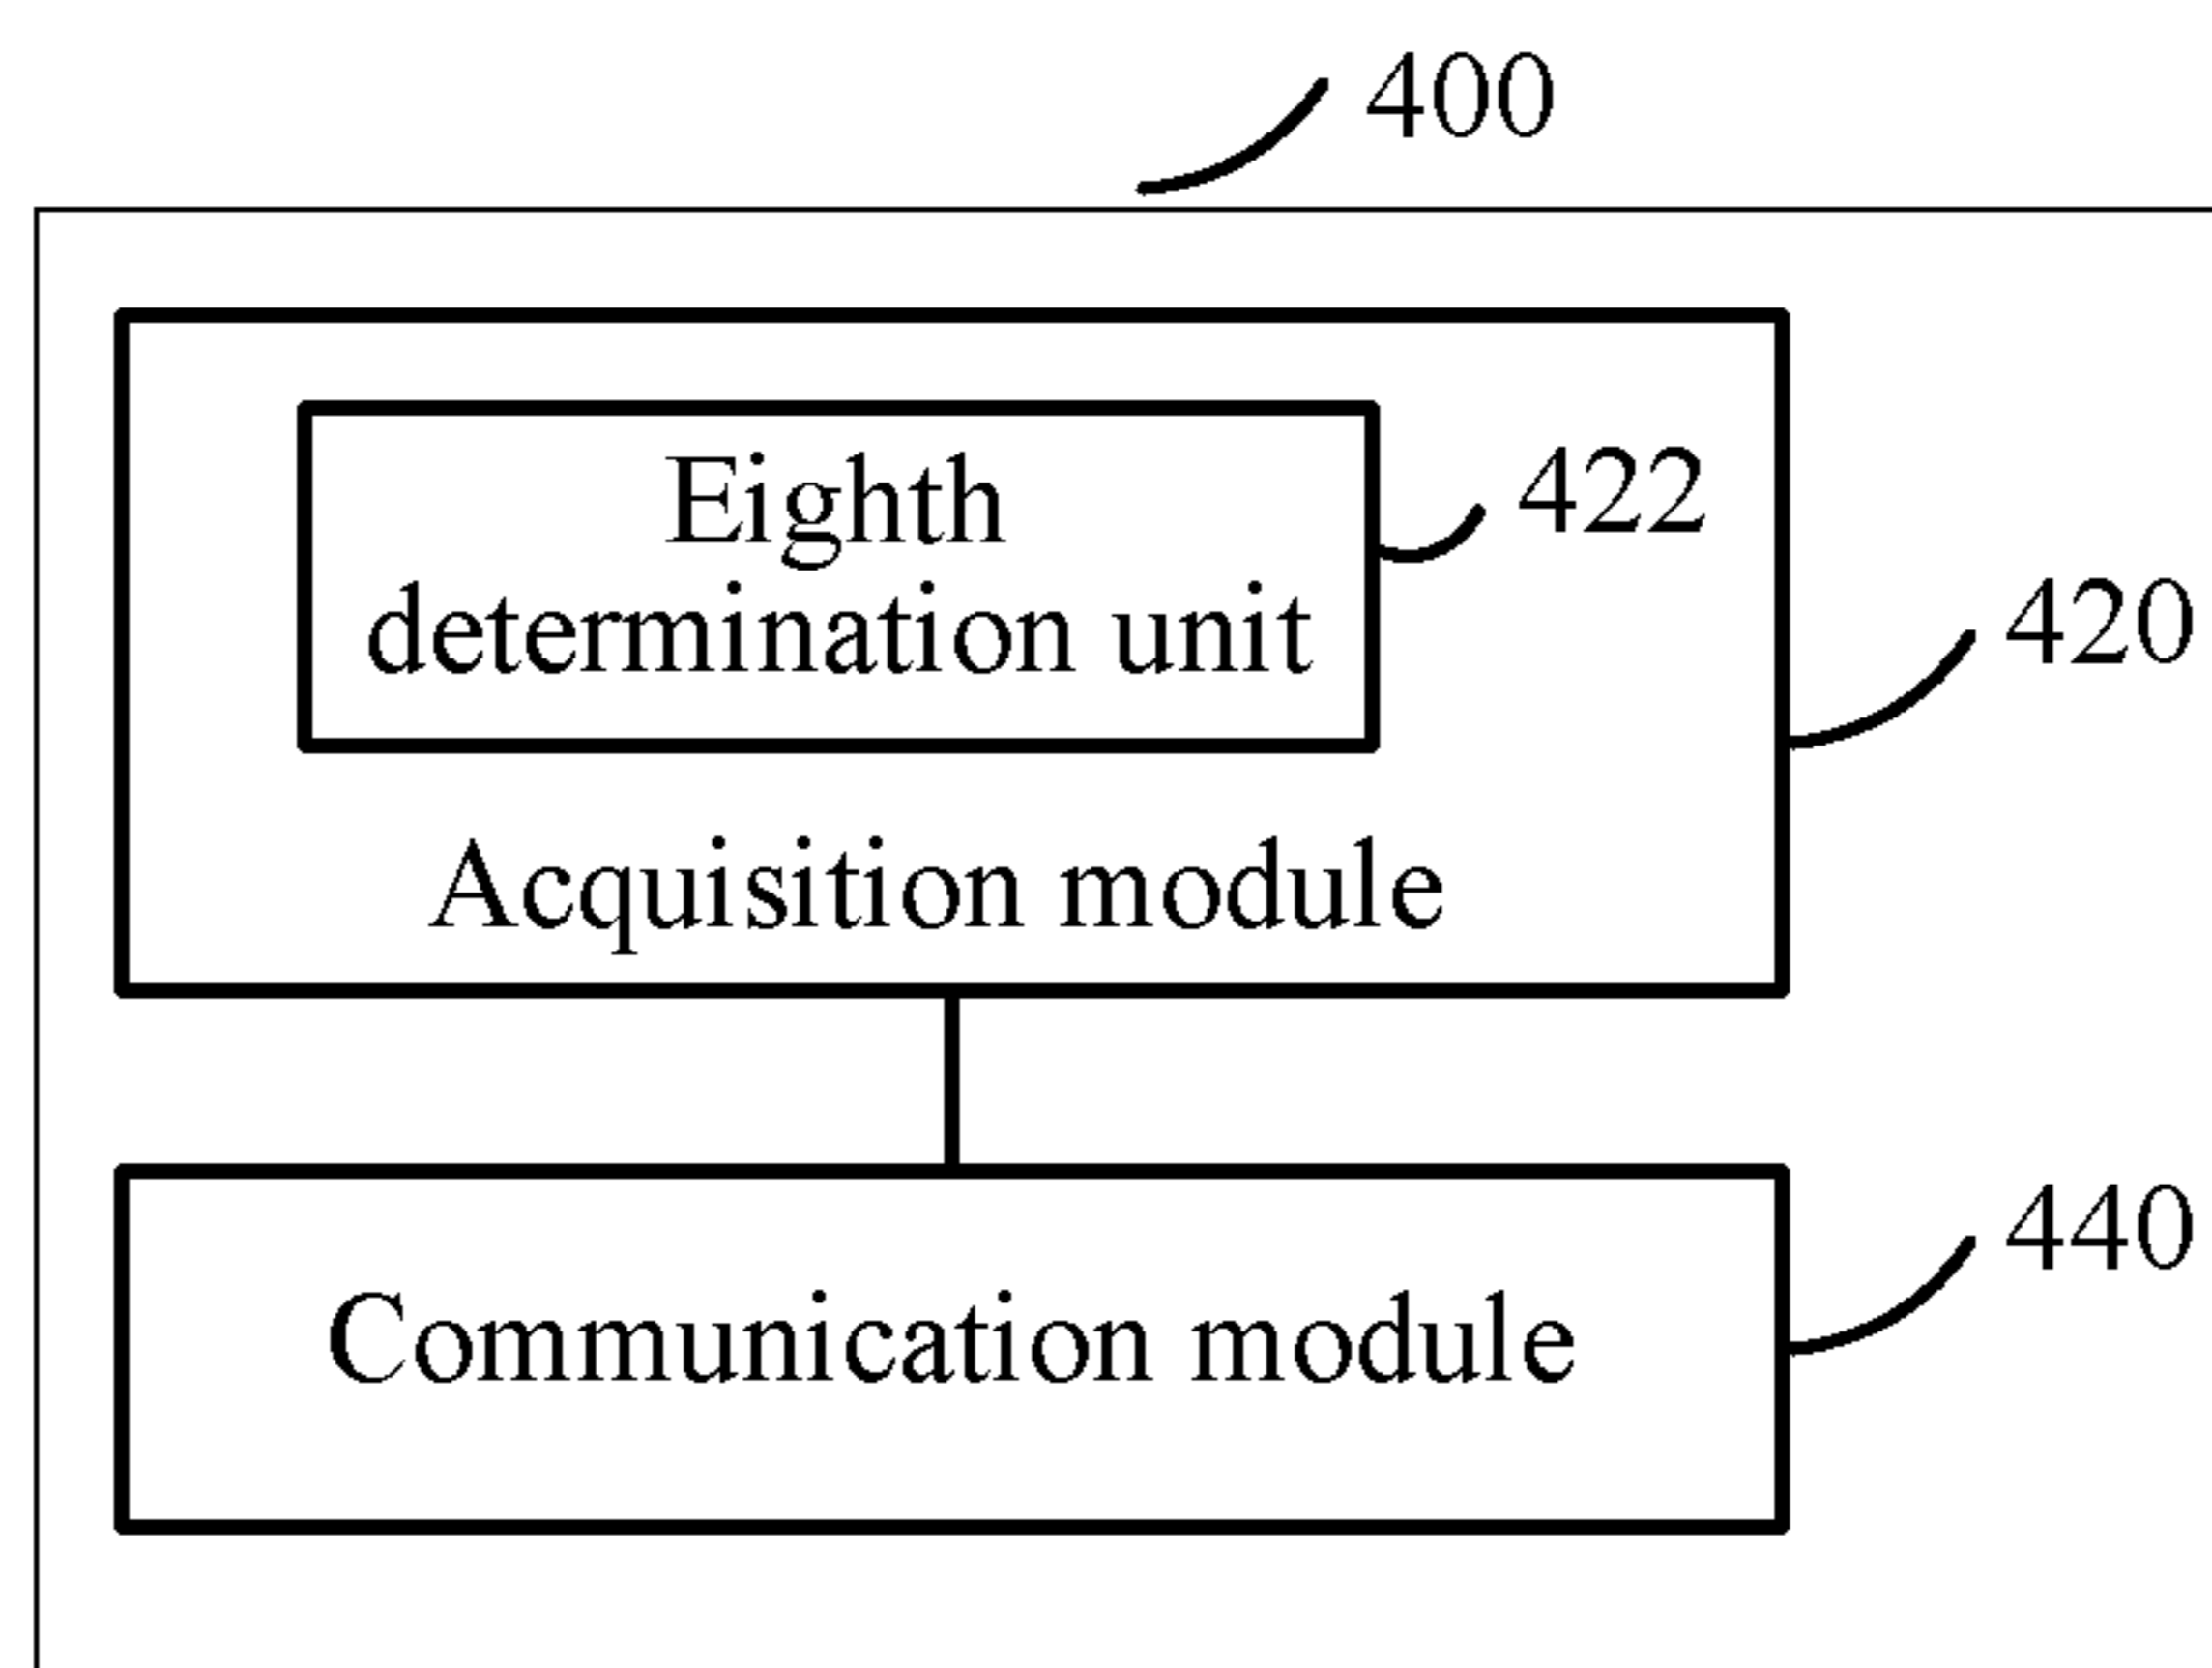 400
Eighth
determination unit
422
420
Acquisition module
440
Communication module